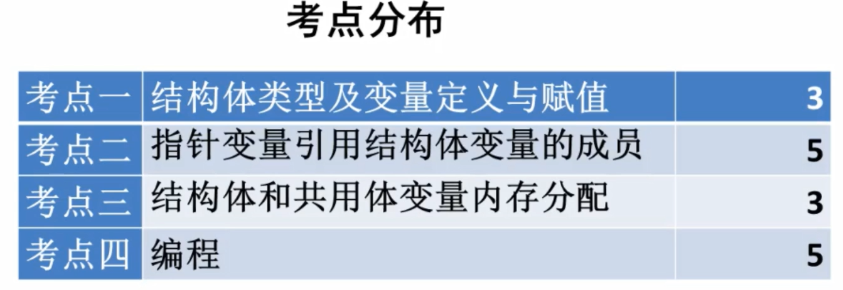 考点分布
考点一 结构体类型及变量定义与赋值 3
考点二 指针变量引用结构体变量的成员 5
考点三 结构体和共用体变量内存分配 3
考点四 编程 5